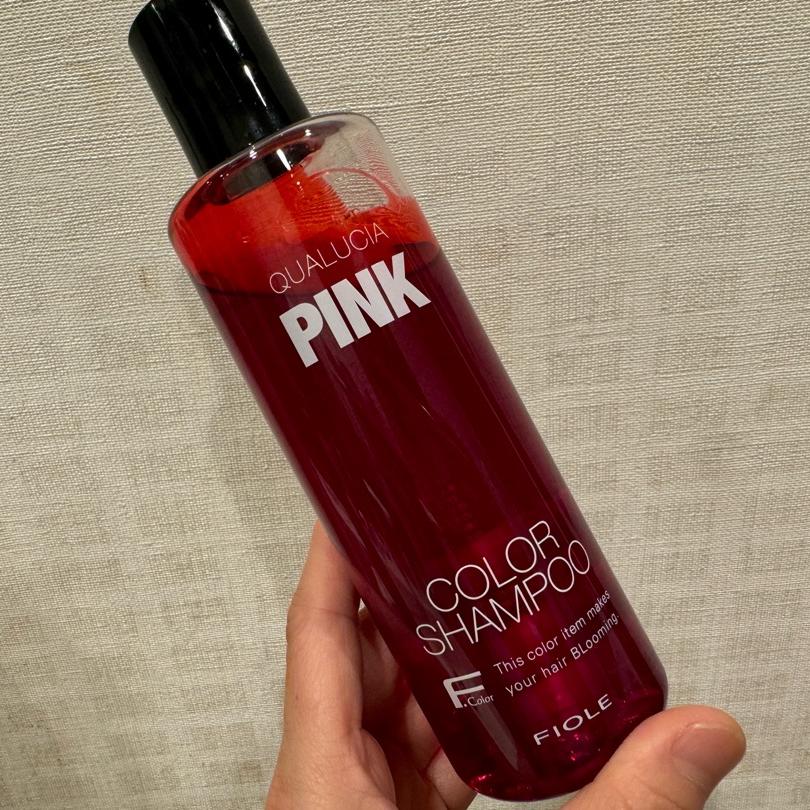 QUALUCIA
PINK
COLOR
SHAMPOO
F.Color
This color item makes
your hair BLooming.
FIOLE